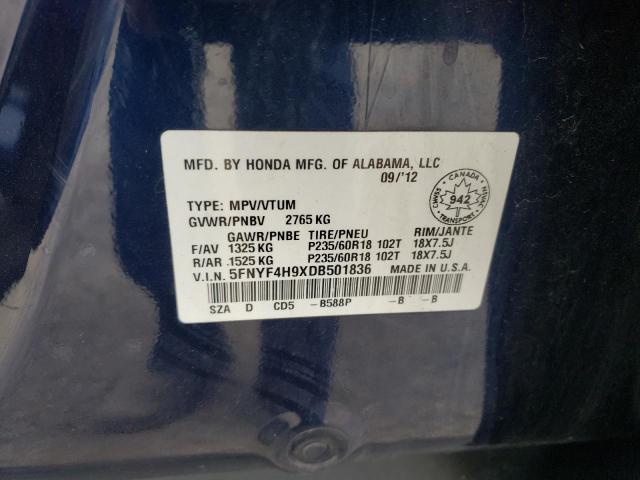 MFD. BY HONDA MFG. OF ALABAMA, LLC
09/'12
TYPE: MPV/VTUM
GVWR/PNBV 2765 KG
GAWR/PNBE TIRE/PNEU RIM/JANTE
F/AV 1325 KG P235/60R18 102T 18X7.5J
R/AR .1525 KG P235/60R18 102T 18X7.5J
V.I.N. 5FNYF4H9XDB501836 MADE IN U.S.A.
SZA D CD5 -B588P -B -B
CANADA
CMVSS
942
NSVAC